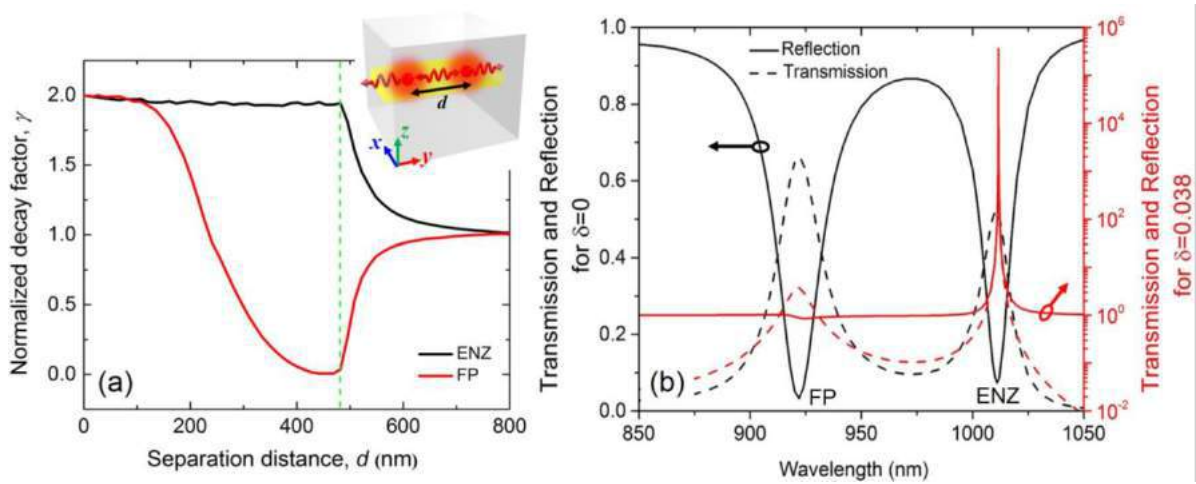 Normalized decay factor, γ
2.0
1.5
1.0
0.5
0.0
0
200
400
600
800
Separation distance, d (nm)
(a)
ENZ
FP
d
x
z
y
Transmission and Reflection
for δ=0
1.0
0.8
0.6
0.4
0.2
0.0
Reflection
Transmission
(b)
FP
ENZ
850
900
950
1000
1050
Wavelength (nm)
10^6
10^4
10^2
10^0
10^-2
Transmission and Reflection
for δ=0.038